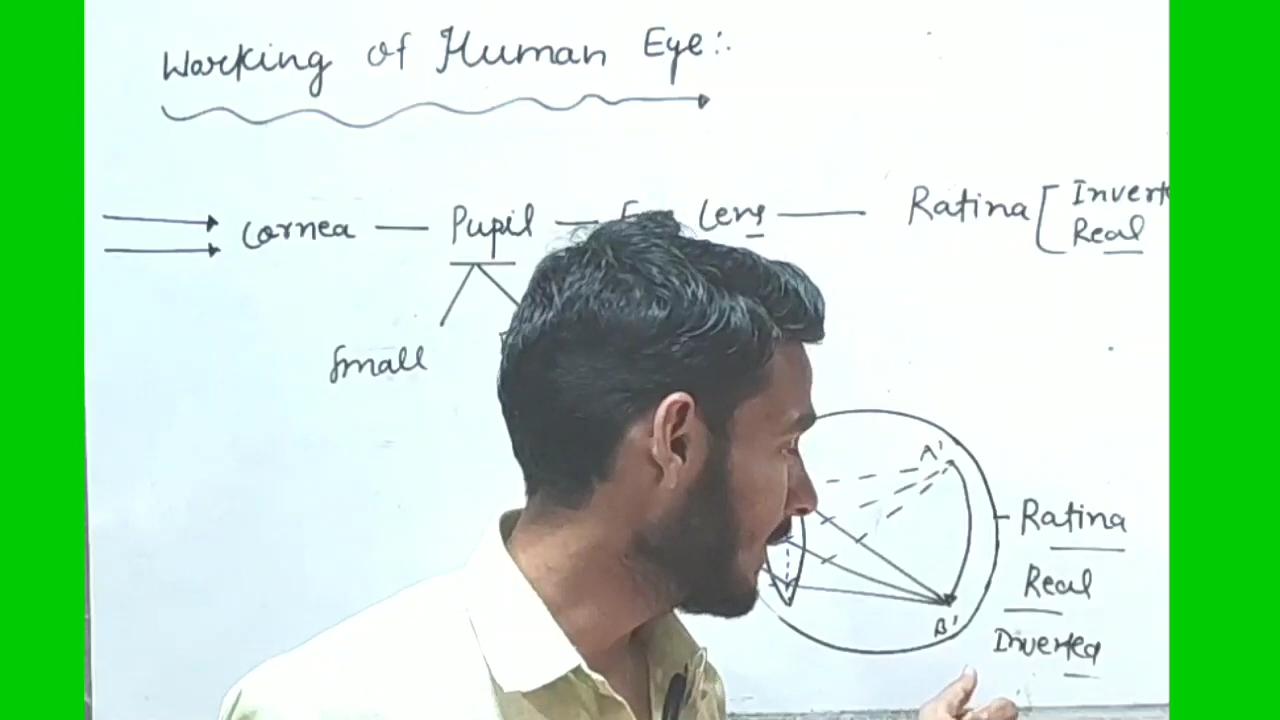 Working of Human Eye:.
Cornea — Pupil — Lens — Ratina [ Invert
Real
Small
A'
Ratina
Real
B'
Inverted